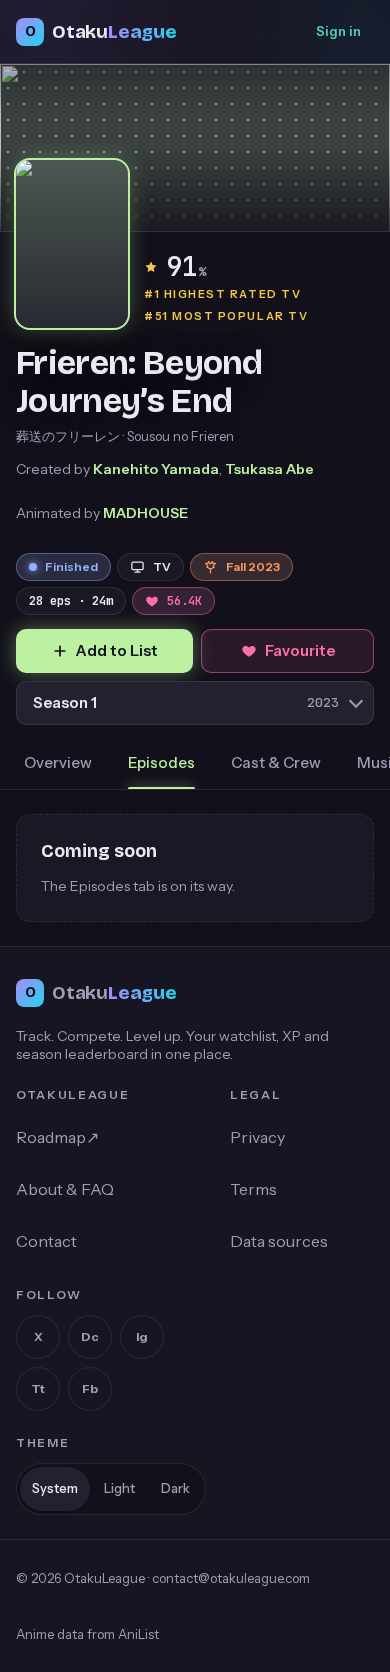 O OtakuLeague
Sign in
★ 91%
#1 HIGHEST RATED TV
#51 MOST POPULAR TV
Frieren: Beyond
Journey's End
葬送のフリーレン · Sousou no Frieren
Created by Kanehito Yamada, Tsukasa Abe
Animated by MADHOUSE
Finished TV Fall 2023
28 eps · 24m 56.4K
+ Add to List Favourite
Season 1 2023
Overview Episodes Cast & Crew Musi
Coming soon
The Episodes tab is on its way.
O OtakuLeague
Track. Compete. Level up. Your watchlist, XP and
season leaderboard in one place.
OTAKULEAGUE LEGAL
Roadmap↗ Privacy
About & FAQ Terms
Contact Data sources
FOLLOW
X Dc Ig
Tt Fb
THEME
System Light Dark
© 2026 OtakuLeague · contact@otakuleague.com
Anime data from AniList